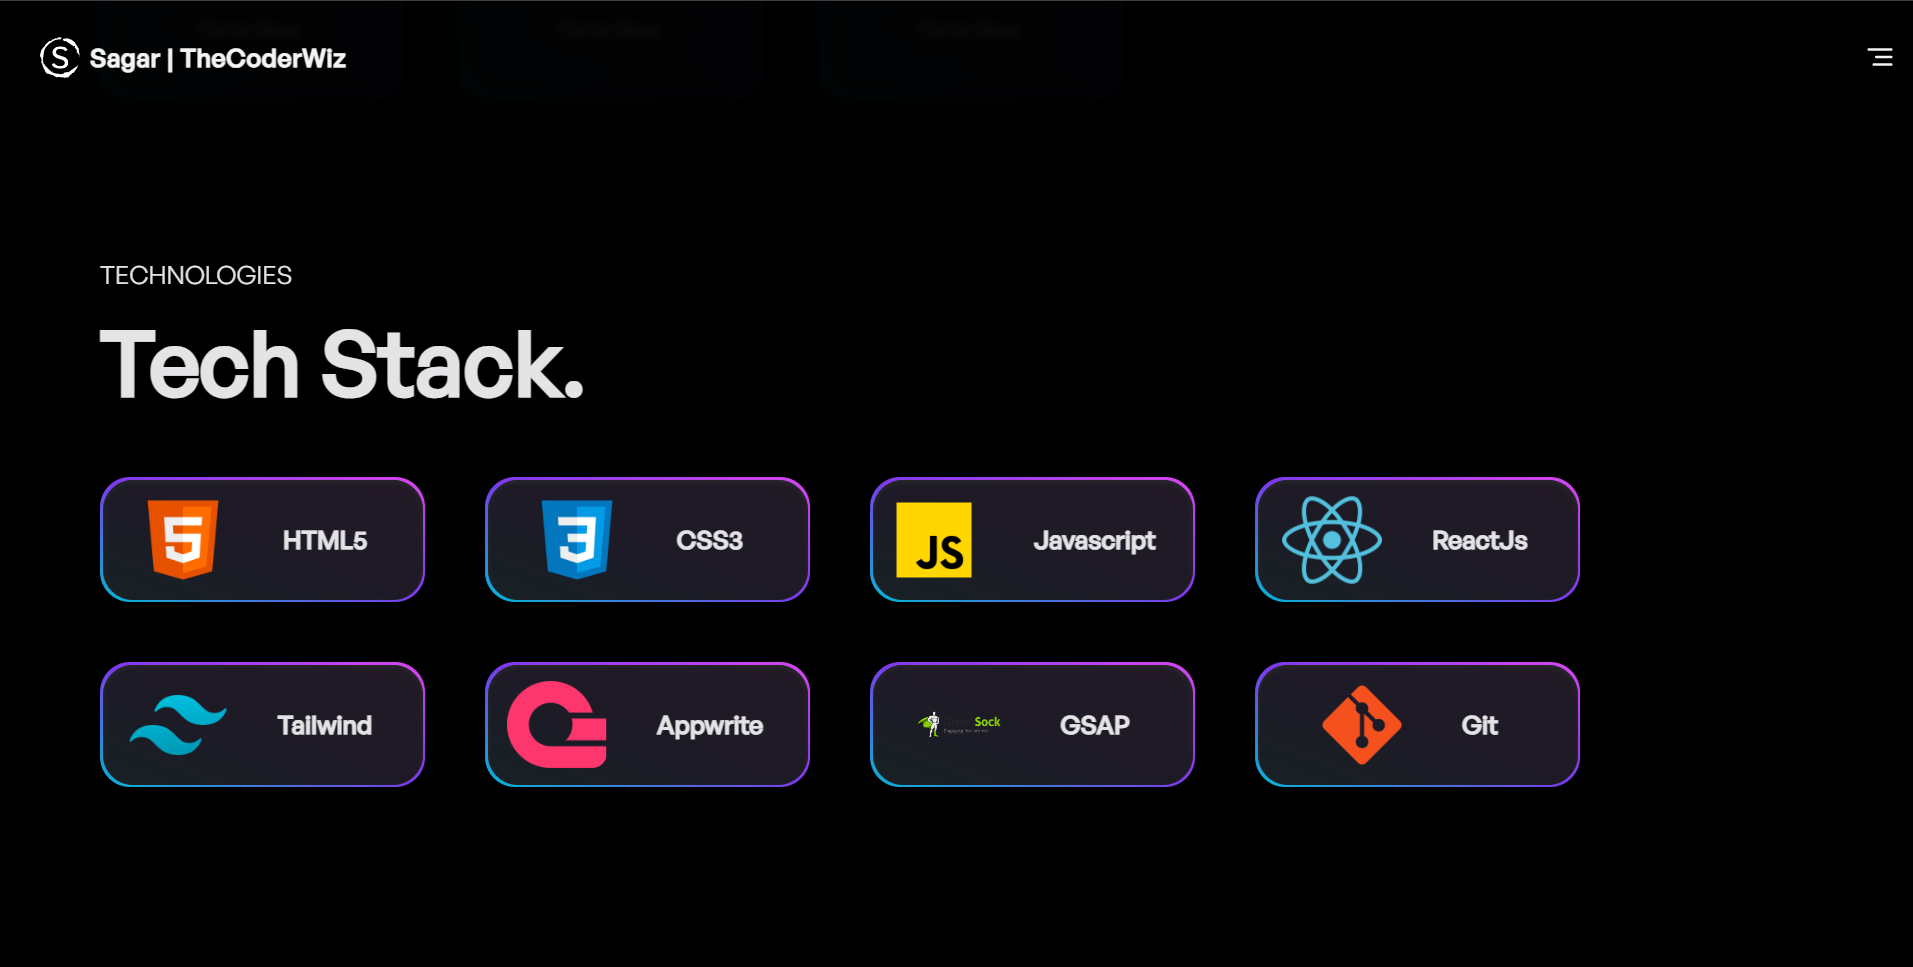 S Sagar | TheCoderWiz
TECHNOLOGIES
Tech Stack.
5 HTML5
3 CSS3
JS Javascript
ReactJs
Tailwind
Appwrite
Sock GSAP
Git